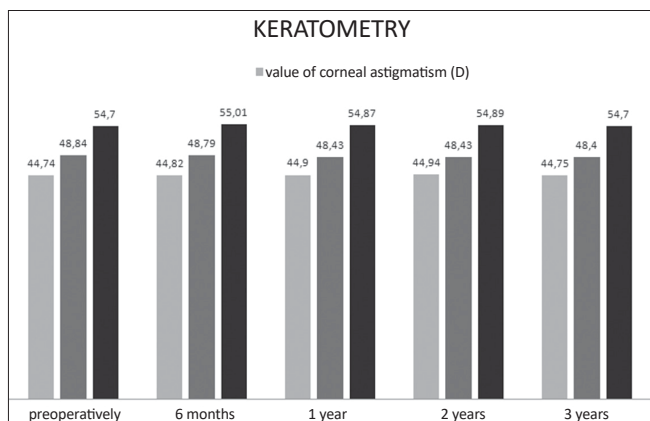 KERATOMETRY
value of corneal astigmatism (D)
44,74 48,84 54,7 44,82 48,79 55,01 44,9 48,43 54,87 44,94 48,43 54,89 44,75 48,4 54,7
preoperatively 6 months 1 year 2 years 3 years